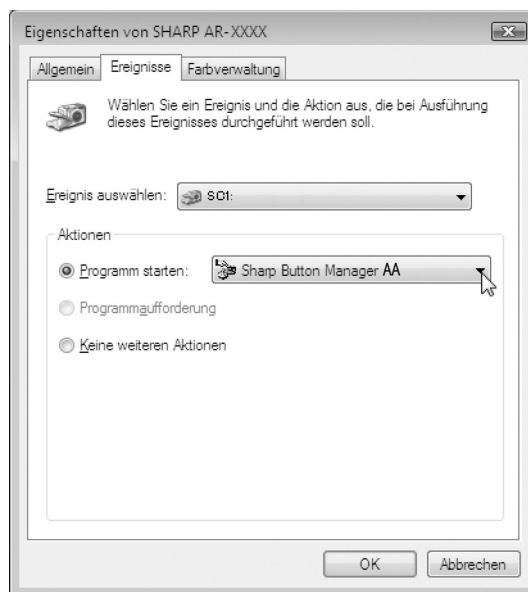 Eigenschaften von SHARP AR-XXXX
Allgemein Ereignisse Farbverwaltung
Wählen Sie ein Ereignis und die Aktion aus, die bei Ausführung
dieses Ereignisses durchgeführt werden soll.
Ereignis auswählen: SC1:
Aktionen
Programm starten: Sharp Button Manager AA
Programmaufforderung
Keine weiteren Aktionen
OK Abbrechen